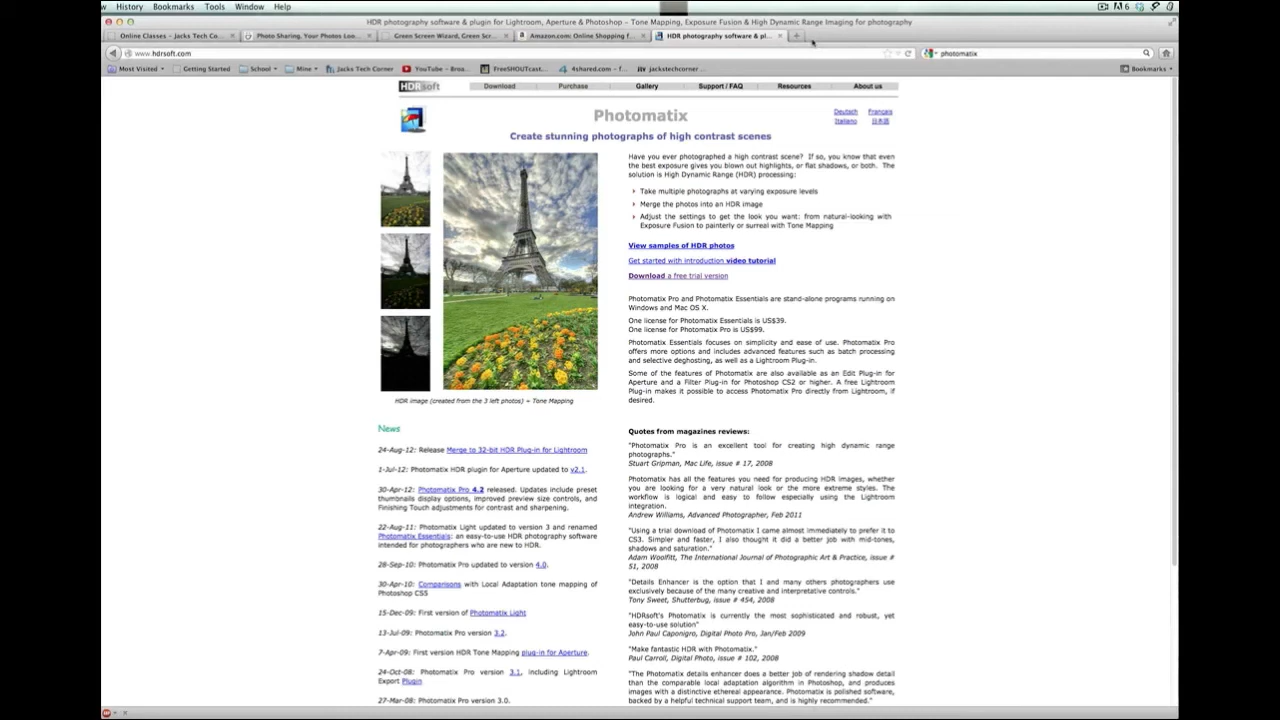 History Bookmarks Tools Window Help
HDR photography software & plugin for Lightroom, Aperture & Photoshop - Tone Mapping, Exposure Fusion & High Dynamic Range Imaging for photography
Online Classes - Jacks Tech Co...
Photo Sharing. Your Photos Loo...
Green Screen Wizard, Green Scr...
Amazon.com: Online Shopping f...
HDR photography software & pl...
www.hdrsoft.com
photomatix
Most Visited
Getting Started
School
Mine
Jacks Tech Corner
YouTube - Broa...
FreeSHOUTcast...
4shared.com - f...
jackstechcorner ...
Bookmarks
HDRsoft
Download Purchase Gallery Support / FAQ Resources About us
Photomatix
Deutsch Français
Italiano 日本語
Create stunning photographs of high contrast scenes
HDR image (created from the 3 left photos) + Tone Mapping
News
24-Aug-12: Release Merge to 32-bit HDR Plug-in for Lightroom
1-Jul-12: Photomatix HDR plugin for Aperture updated to v2.1.
30-Apr-12: Photomatix Pro 4.2 released. Updates include preset
thumbnails display options, improved preview size controls, and
Finishing Touch adjustments for contrast and sharpening.
22-Aug-11: Photomatix Light updated to version 3 and renamed
Photomatix Essentials: an easy-to-use HDR photography software
intended for photographers who are new to HDR.
28-Sep-10: Photomatix Pro updated to version 4.0.
30-Apr-10: Comparisons with Local Adaptation tone mapping of
Photoshop CS5
15-Dec-09: First version of Photomatix Light
13-Jul-09: Photomatix Pro version 3.2.
7-Apr-09: First version HDR Tone Mapping plug-in for Aperture.
24-Oct-08: Photomatix Pro version 3.1, including Lightroom
Export Plugin.
27-Mar-08: Photomatix Pro version 3.0.
Have you ever photographed a high contrast scene? If so, you know that even
the best exposure gives you blown out highlights, or flat shadows, or both. The
solution is High Dynamic Range (HDR) processing:
Take multiple photographs at varying exposure levels
Merge the photos into an HDR image
Adjust the settings to get the look you want: from natural-looking with
Exposure Fusion to painterly or surreal with Tone Mapping
View samples of HDR photos
Get started with introduction video tutorial
Download a free trial version
Photomatix Pro and Photomatix Essentials are stand-alone programs running on
Windows and Mac OS X.
One license for Photomatix Essentials is US$39.
One license for Photomatix Pro is US$99.
Photomatix Essentials focuses on simplicity and ease of use. Photomatix Pro
offers more options and includes advanced features such as batch processing
and selective deghosting, as well as a Lightroom Plug-in.
Some of the features of Photomatix are also available as an Edit Plug-in for
Aperture and a Filter Plug-in for Photoshop CS2 or higher. A free Lightroom
Plug-in makes it possible to access Photomatix Pro directly from Lightroom, if
desired.
Quotes from magazines reviews:
"Photomatix Pro is an excellent tool for creating high dynamic range
photographs."
Stuart Gripman, Mac Life, issue # 17, 2008
Photomatix has all the features you need for producing HDR images, whether
you are looking for a very natural look or the more extreme styles. The
workflow is logical and easy to follow especially using the Lightroom
integration.
Andrew Williams, Advanced Photographer, Feb 2011
"Using a trial download of Photomatix I came almost immediately to prefer it to
CS3. Simpler and faster, I also thought it did a better job with mid-tones,
shadows and saturation."
Adam Woolfitt, The International Journal of Photographic Art & Practice, issue #
51, 2008
"Details Enhancer is the option that I and many others photographers use
exclusively because of the many creative and interpretative controls."
Tony Sweet, Shutterbug, issue # 454, 2008
"HDRsoft's Photomatix is currently the most sophisticated and robust, yet
easy-to-use solution"
John Paul Caponigro, Digital Photo Pro, Jan/Feb 2009
"Make fantastic HDR with Photomatix."
Paul Carroll, Digital Photo, issue # 102, 2008
"The Photomatix details enhancer does a better job of rendering shadow detail
than the comparable local adaptation algorithm in Photoshop, and produces
images with a distinctive ethereal appearance. Photomatix is polished software,
backed by a helpful technical support team, and is highly recommended."